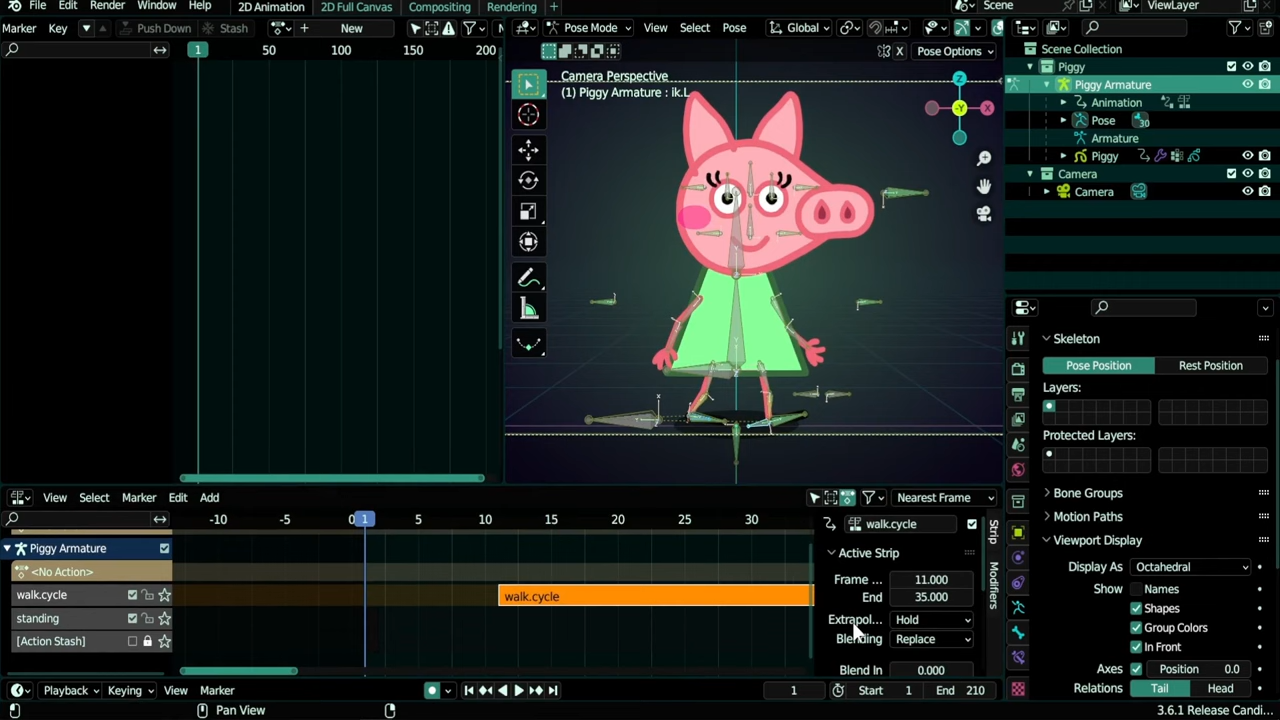 File Edit Render Window Help 2D Animation 2D Full Canvas Compositing Rendering + Scene ViewLayer
Marker Key Push Down Stash + New Pose Mode View Select Pose Global
1 50 100 150 200 X Pose Options
Camera Perspective
(1) Piggy Armature : ik.L
Z
-Y
X
Scene Collection
Piggy
Piggy Armature
Animation
Pose 30
Armature
Piggy
Camera
Camera
Skeleton
Pose Position Rest Position
Layers:
Protected Layers:
Bone Groups
Motion Paths
Viewport Display
Display As Octahedral
Show Names
Shapes
Group Colors
In Front
Axes Position 0.0
Relations Tail Head
View Select Marker Edit Add Nearest Frame
-10 -5 0 1 5 10 15 20 25 30
Piggy Armature
<No Action>
walk.cycle walk.cycle
standing
[Action Stash]
walk.cycle
Active Strip
Frame ... 11.000
End 35.000
Extrapol... Hold
Blending Replace
Blend In 0.000
Strip
Modifiers
Playback Keying View Marker 1 Start 1 End 210
Pan View 3.6.1 Release Candi...